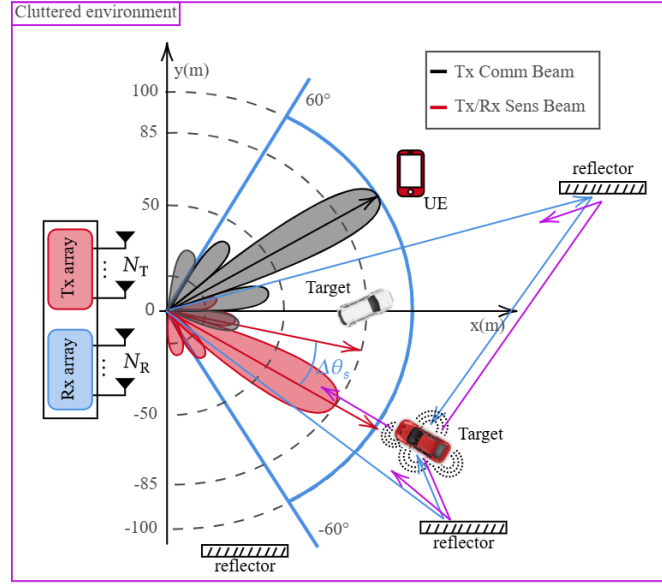 Cluttered environment
y(m)
100
85
50
0
-50
-85
-100
60°
-60°
Tx Comm Beam
Tx/Rx Sens Beam
reflector
UE
Tx array
N_T
Rx array
N_R
Target
x(m)
Δθ_s
Target
reflector
reflector